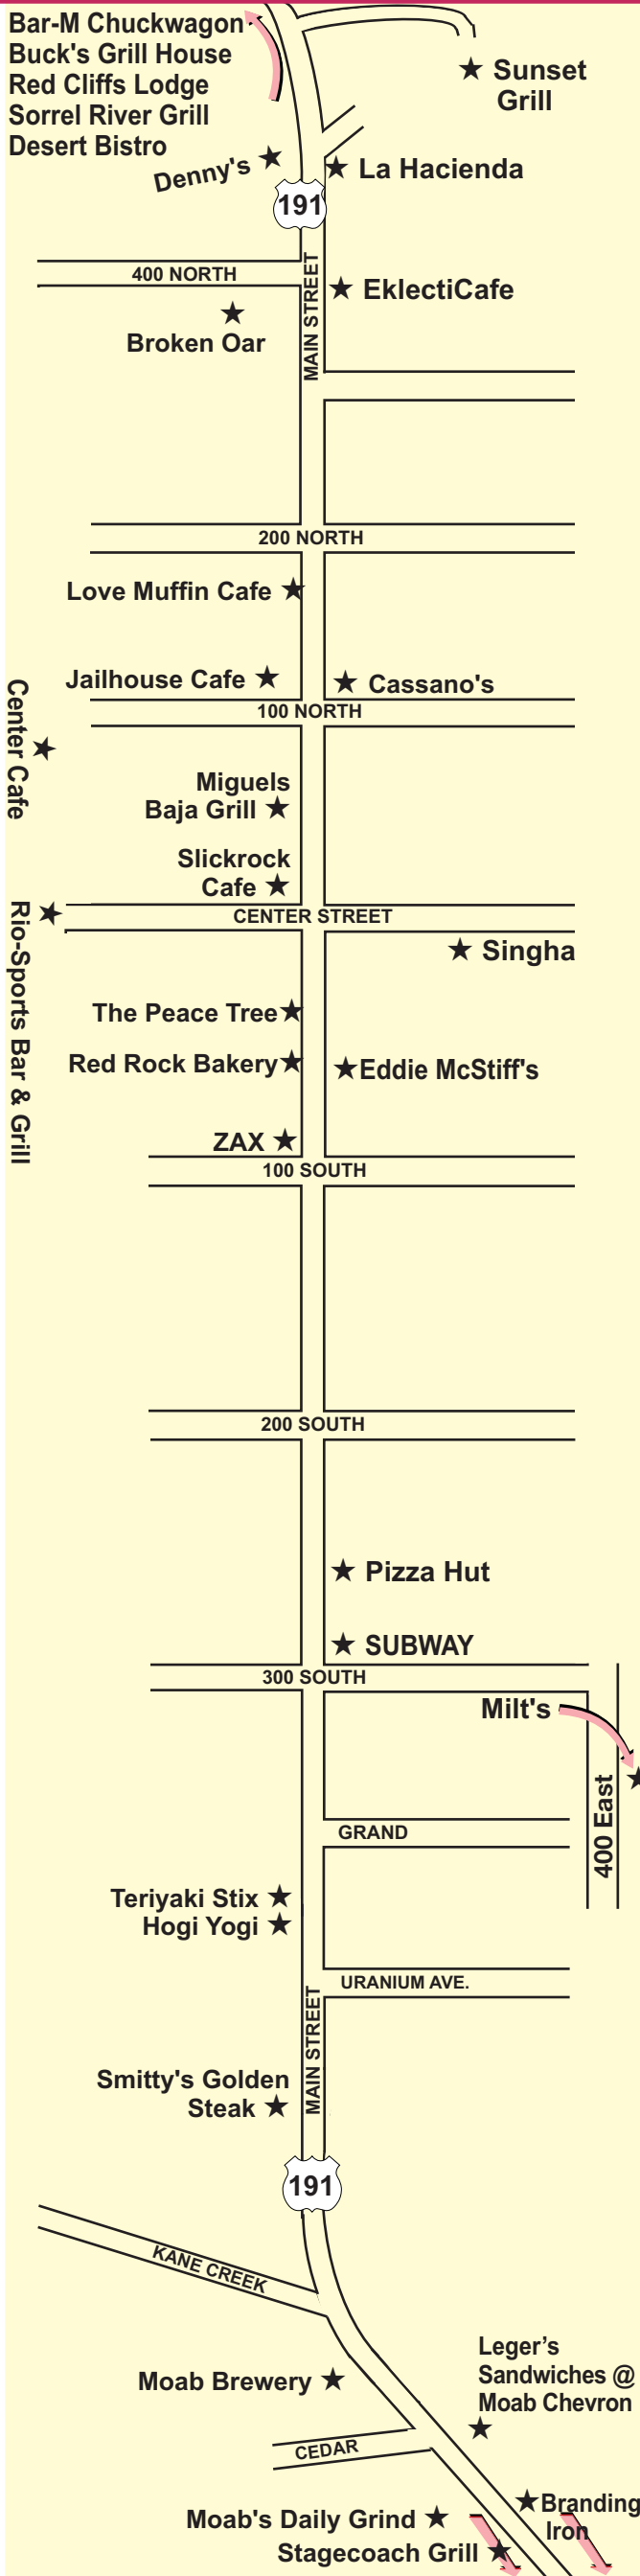 Bar-M Chuckwagon
Buck's Grill House
Red Cliffs Lodge
Sorrel River Grill
Desert Bistro
Sunset
Grill
Denny's
La Hacienda
191
400 NORTH
MAIN STREET
EklectiCafe
Broken Oar
200 NORTH
Love Muffin Cafe
Jailhouse Cafe
Cassano's
100 NORTH
Center Cafe
Miguels
Baja Grill
Slickrock
Cafe
CENTER STREET
Rio-Sports Bar & Grill
Singha
The Peace Tree
Red Rock Bakery
Eddie McStiff's
ZAX
100 SOUTH
200 SOUTH
Pizza Hut
SUBWAY
300 SOUTH
Milt's
400 East
GRAND
Teriyaki Stix
Hogi Yogi
URANIUM AVE.
MAIN STREET
Smitty's Golden
Steak
191
KANE CREEK
Leger’s
Sandwiches @
Moab Chevron
Moab Brewery
CEDAR
Branding
Iron
Moab's Daily Grind
Stagecoach Grill